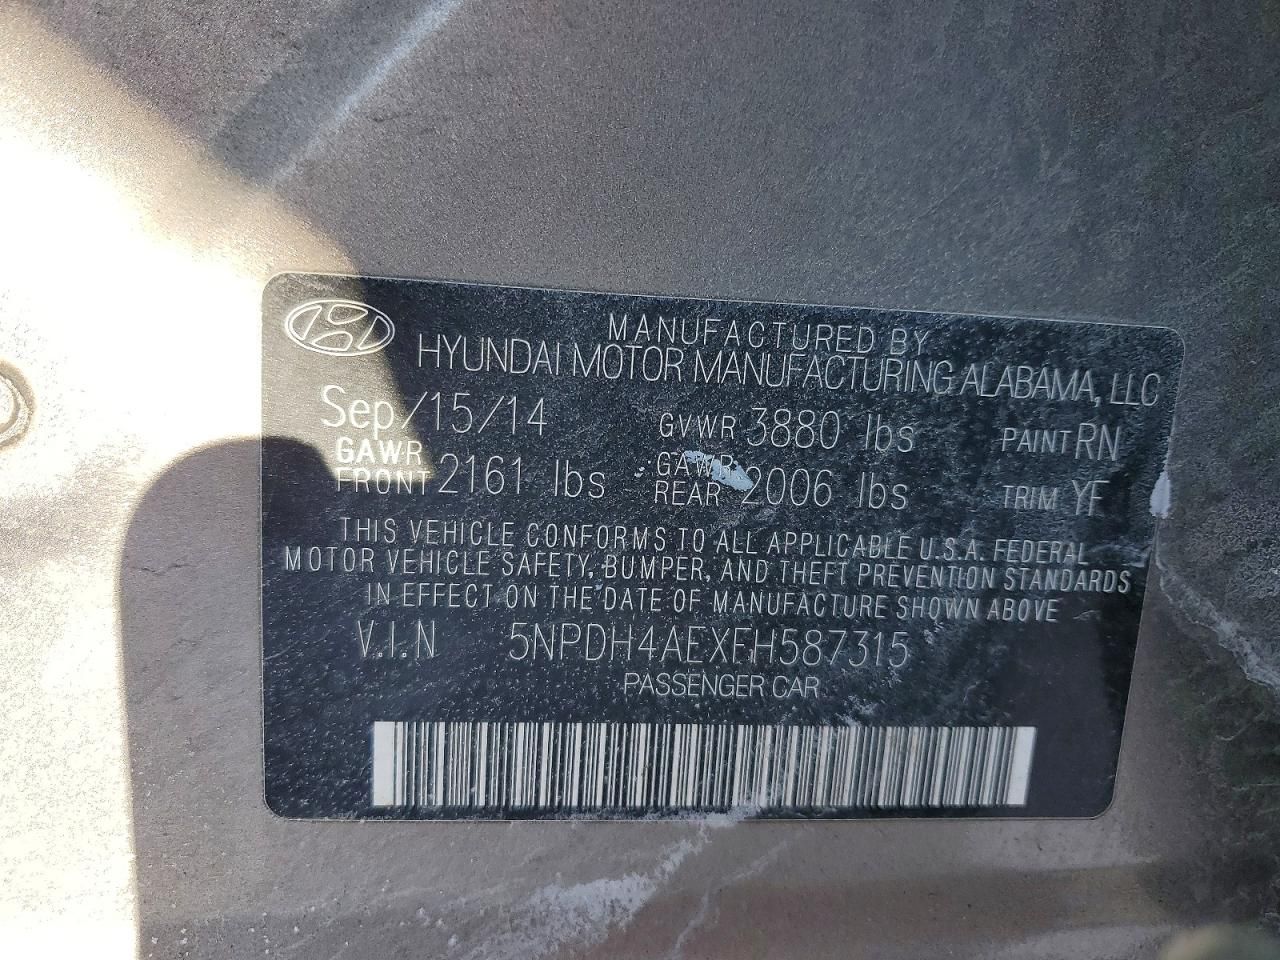 MANUFACTURED BY
HYUNDAI MOTOR MANUFACTURING ALABAMA, LLC
Sep/15/14 GVWR 3880 lbs PAINT RN
GAWR FRONT 2161 lbs GAWR REAR 2006 lbs TRIM YF
THIS VEHICLE CONFORMS TO ALL APPLICABLE U.S.A. FEDERAL
MOTOR VEHICLE SAFETY, BUMPER, AND THEFT PREVENTION STANDARDS
IN EFFECT ON THE DATE OF MANUFACTURE SHOWN ABOVE
V.I.N 5NPDH4AEXFH587315
PASSENGER CAR